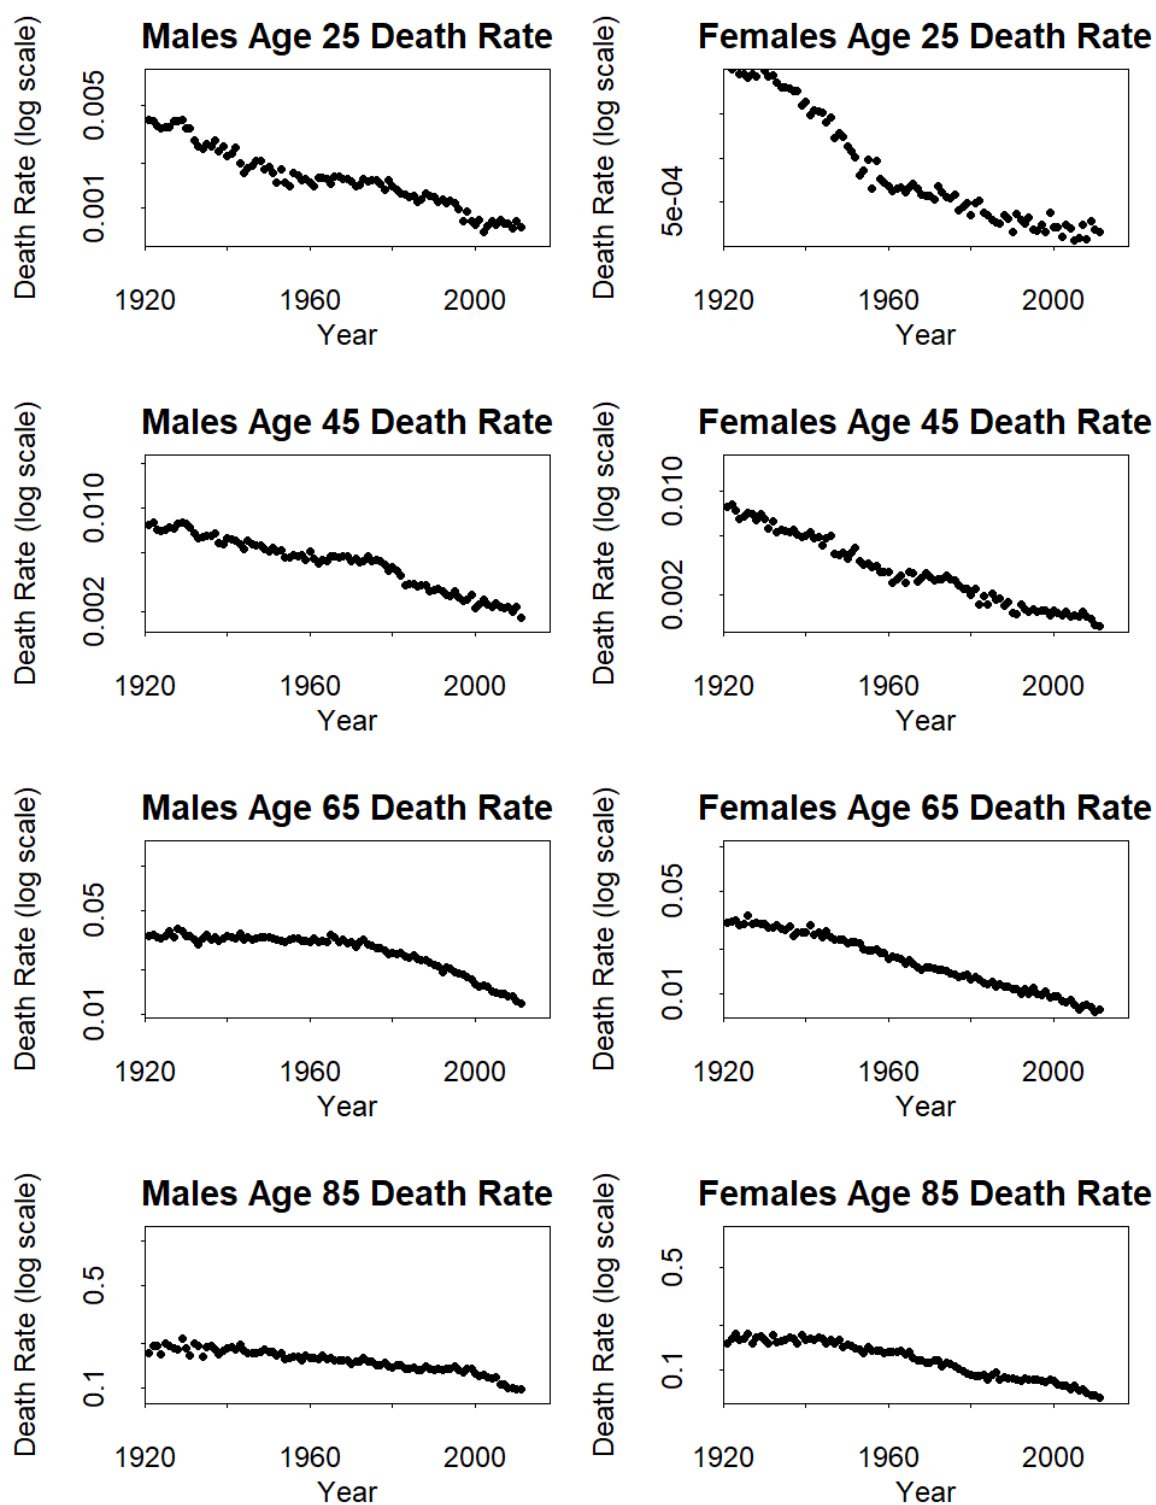 Males Age 25 Death Rate
Death Rate (log scale)
0.005
0.001
1920 1960 2000
Year
Females Age 25 Death Rate
Death Rate (log scale)
5e-04
1920 1960 2000
Year
Males Age 45 Death Rate
Death Rate (log scale)
0.010
0.002
1920 1960 2000
Year
Females Age 45 Death Rate
Death Rate (log scale)
0.010
0.002
1920 1960 2000
Year
Males Age 65 Death Rate
Death Rate (log scale)
0.05
0.01
1920 1960 2000
Year
Females Age 65 Death Rate
Death Rate (log scale)
0.05
0.01
1920 1960 2000
Year
Males Age 85 Death Rate
Death Rate (log scale)
0.5
0.1
1920 1960 2000
Year
Females Age 85 Death Rate
Death Rate (log scale)
0.5
0.1
1920 1960 2000
Year